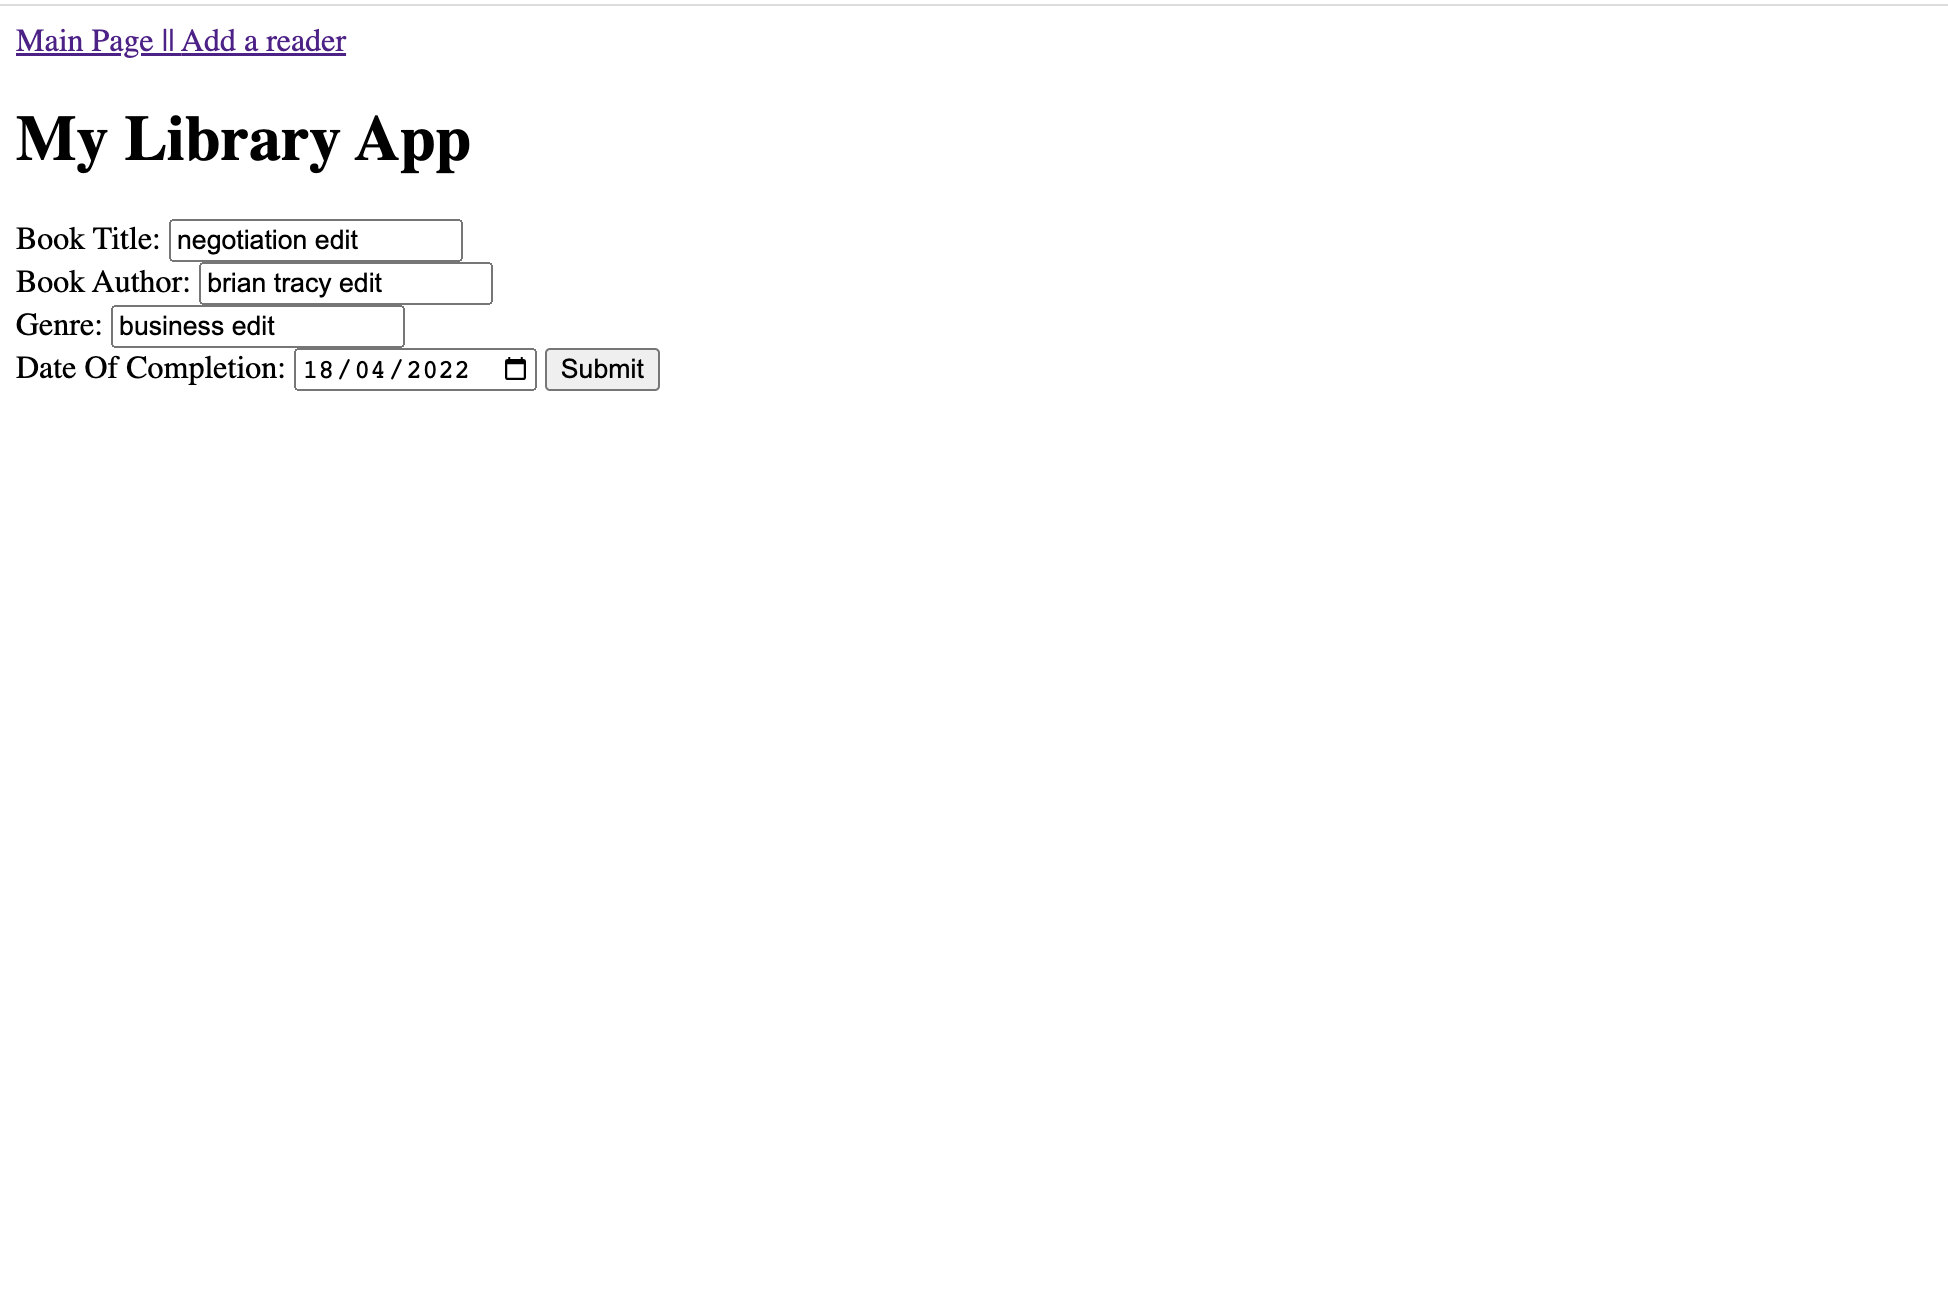 Main Page || Add a reader
My Library App
Book Title: negotiation edit
Book Author: brian tracy edit
Genre: business edit
Date Of Completion: 18/04/2022 Submit